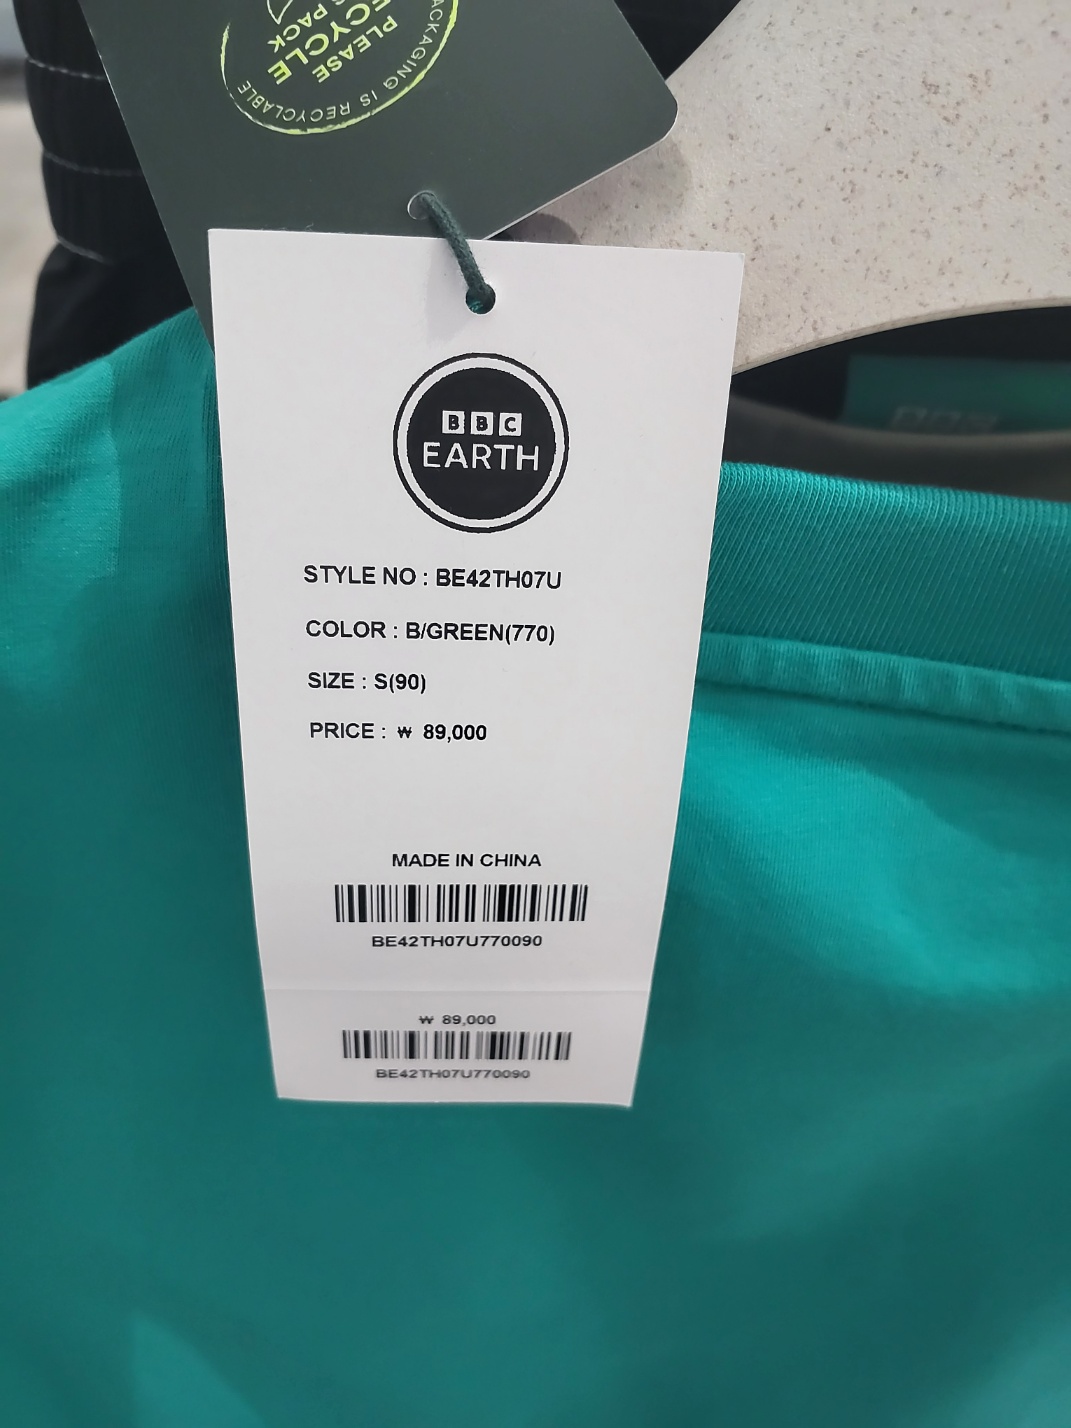 PLEASE
RECYCLE
PACK
PACKAGING IS RECYCLABLE
BBC
EARTH
STYLE NO : BE42TH07U
COLOR : B/GREEN(770)
SIZE : S(90)
PRICE : ₩ 89,000
MADE IN CHINA
BE42TH07U770090
₩ 89,000
BE42TH07U770090